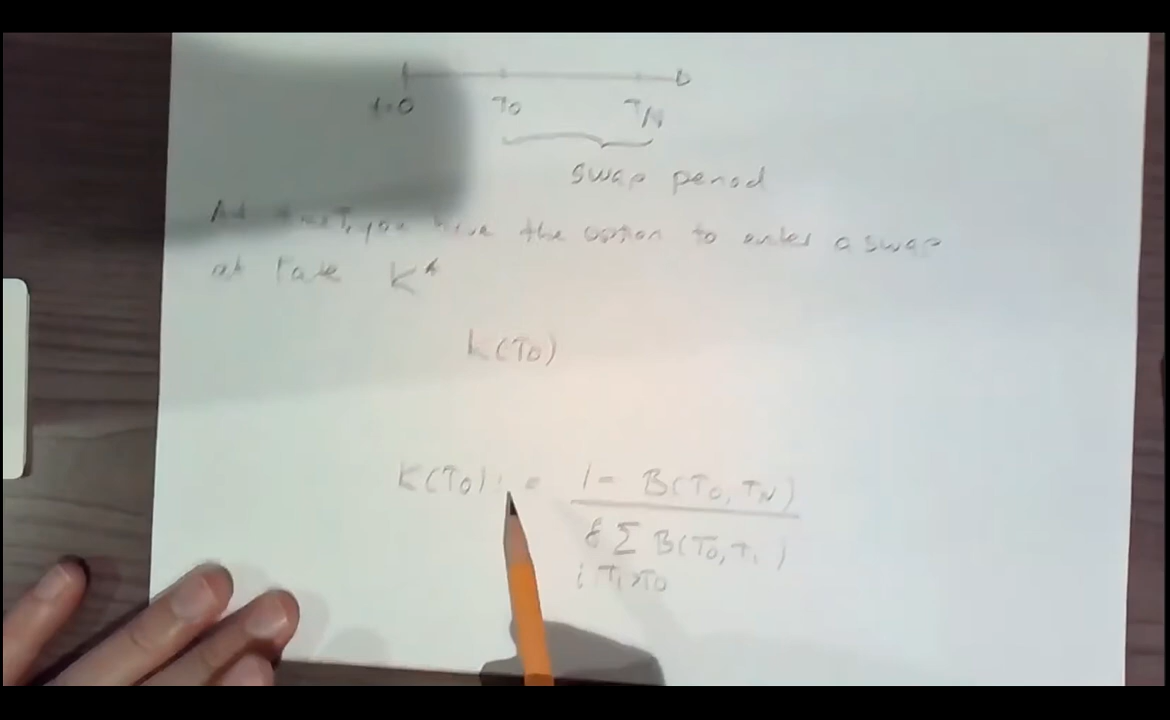 t=0 T0 TN
swap period
At time T0 you have the option to enter a swap
at rate K*
K(T0)
K(T0) := 1 - B(T0, TN)
δ Σ B(T0, Ti)
i Ti>T0